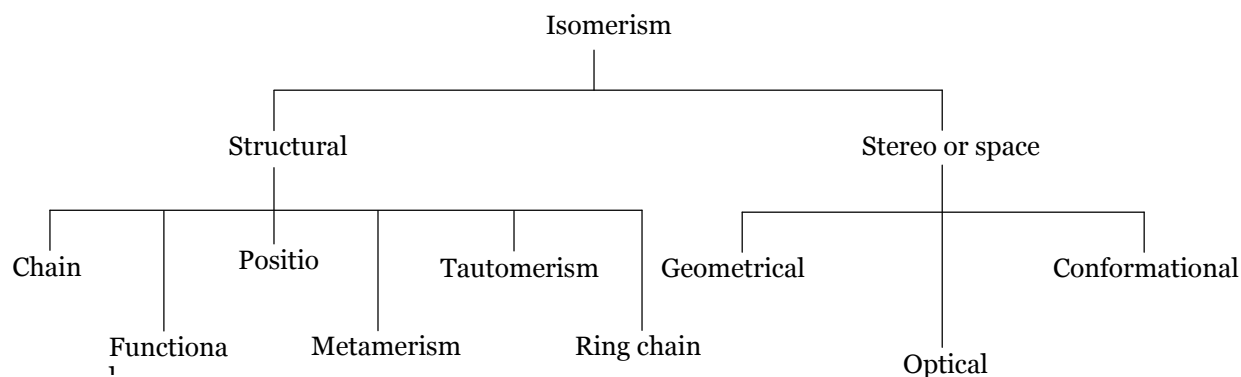 Isomerism
Structural
Stereo or space
Chain
Positio
Tautomerism
Geometrical
Conformational
Functiona
Metamerism
Ring chain
Optical